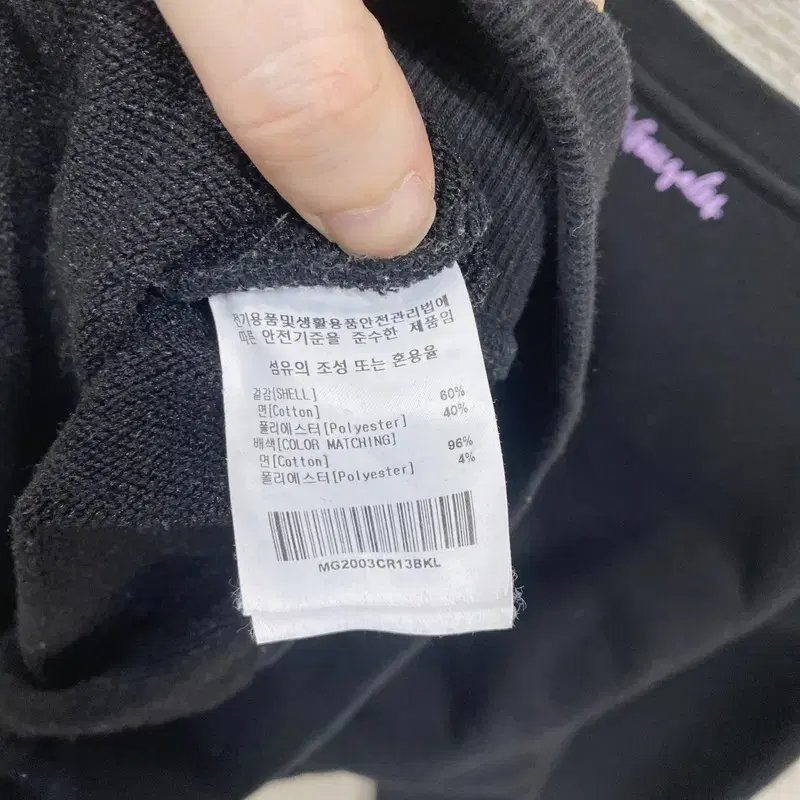 전기용품및생활용품안전관리법에
따른 안전기준을 준수한 제품임
섬유의 조성 또는 혼용율
겉감[SHELL]
면[Cotton] 60%
폴리에스터[Polyester] 40%
배색[COLOR MATCHING]
면[Cotton] 96%
폴리에스터[Polyester] 4%
MG2003CR13BKL